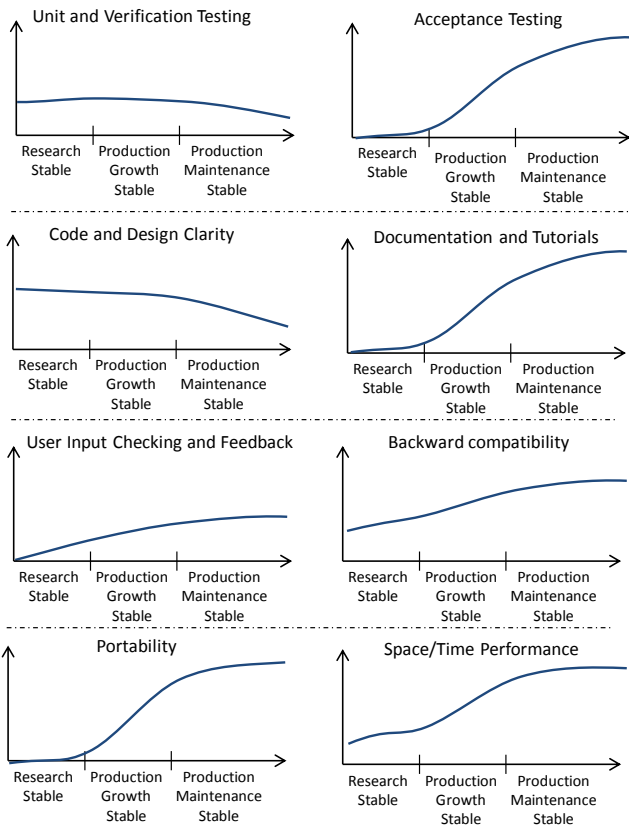 Unit and Verification Testing
Research
Stable
Production
Growth
Stable
Production
Maintenance
Stable
Acceptance Testing
Research
Stable
Production
Growth
Stable
Production
Maintenance
Stable
Code and Design Clarity
Research
Stable
Production
Growth
Stable
Production
Maintenance
Stable
Documentation and Tutorials
Research
Stable
Production
Growth
Stable
Production
Maintenance
Stable
User Input Checking and Feedback
Research
Stable
Production
Growth
Stable
Production
Maintenance
Stable
Backward compatibility
Research
Stable
Production
Growth
Stable
Production
Maintenance
Stable
Portability
Research
Stable
Production
Growth
Stable
Production
Maintenance
Stable
Space/Time Performance
Research
Stable
Production
Growth
Stable
Production
Maintenance
Stable